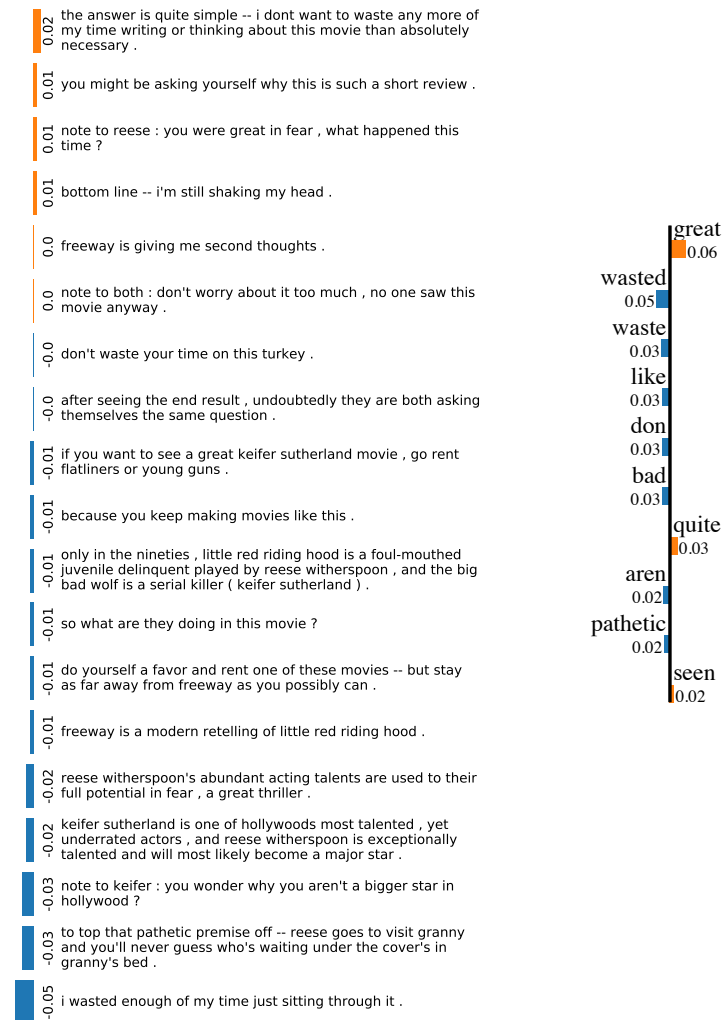 0.02
the answer is quite simple -- i dont want to waste any more of
my time writing or thinking about this movie than absolutely
necessary .
0.01
you might be asking yourself why this is such a short review .
0.01
note to reese : you were great in fear , what happened this
time ?
0.01
bottom line -- i'm still shaking my head .
0.0
freeway is giving me second thoughts .
0.0
note to both : don't worry about it too much , no one saw this
movie anyway .
-0.0
don't waste your time on this turkey .
-0.0
after seeing the end result , undoubtedly they are both asking
themselves the same question .
-0.01
if you want to see a great keifer sutherland movie , go rent
flatliners or young guns .
-0.01
because you keep making movies like this .
-0.01
only in the nineties , little red riding hood is a foul-mouthed
juvenile delinquent played by reese witherspoon , and the big
bad wolf is a serial killer ( keifer sutherland ) .
-0.01
so what are they doing in this movie ?
-0.01
do yourself a favor and rent one of these movies -- but stay
as far away from freeway as you possibly can .
-0.01
freeway is a modern retelling of little red riding hood .
-0.02
reese witherspoon's abundant acting talents are used to their
full potential in fear , a great thriller .
-0.02
keifer sutherland is one of hollywoods most talented , yet
underrated actors , and reese witherspoon is exceptionally
talented and will most likely become a major star .
-0.03
note to keifer : you wonder why you aren't a bigger star in
hollywood ?
-0.03
to top that pathetic premise off -- reese goes to visit granny
and you'll never guess who's waiting under the cover's in
granny's bed .
-0.05
i wasted enough of my time just sitting through it .
great
0.06
wasted
0.05
waste
0.03
like
0.03
don
0.03
bad
0.03
quite
0.03
aren
0.02
pathetic
0.02
seen
0.02